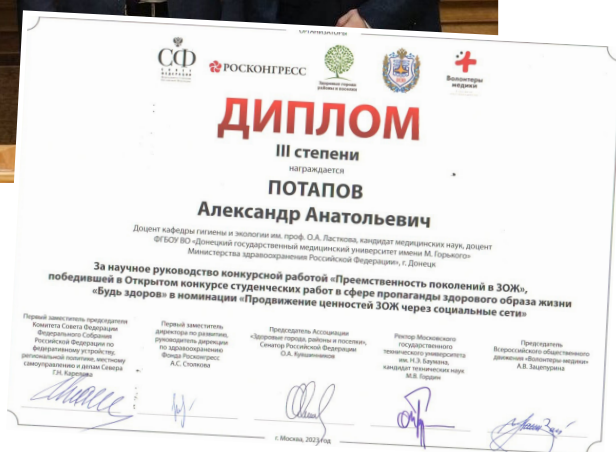 ОРГАНИЗАТОРЫ
СФ
СОВЕТ
ФЕДЕРАЦИИ
РОСКОНГРЕСС
Здоровые города
районы и поселки
Волонтеры
медики
ДИПЛОМ
III степени
награждается
ПОТАПОВ
Александр Анатольевич
Доцент кафедры гигиены и экологии им. проф. О.А. Ласткова, кандидат медицинских наук, доцент
ФГБОУ ВО «Донецкий государственный медицинский университет имени М. Горького»
Министерства здравоохранения Российской Федерации», г. Донецк
За научное руководство конкурсной работой «Преемственность поколений в ЗОЖ»,
победившей в Открытом конкурсе студенческих работ в сфере пропаганды здорового образа жизни
«Будь здоров» в номинации «Продвижение ценностей ЗОЖ через социальные сети»
Первый заместитель председателя
Комитета Совета Федерации
Федерального Собрания
Российской Федерации по
федеративному устройству,
региональной политике, местному
самоуправлению и делам Севера
Г.Н. Карелова
Первый заместитель
директора по развитию,
руководитель дирекции
по здравоохранению
Фонда Росконгресс
А.С. Столкова
Председатель Ассоциации
«Здоровые города, районы и поселки»,
Сенатор Российской Федерации
О.А. Кувшинников
Ректор Московского
государственного
технического университета
им. Н.Э. Баумана,
кандидат технических наук
М.В. Гордин
Председатель
Всероссийского общественного
движения «Волонтеры-медики»
А.В. Зацепурина
г. Москва, 2023 год